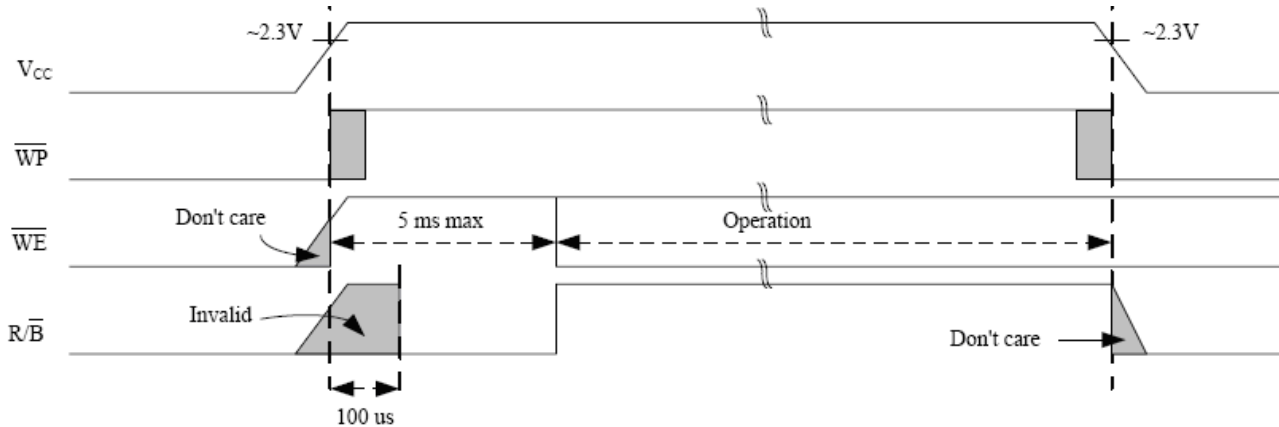 ~2.3V
~2.3V
VCC
WP
Don't care
5 ms max
Operation
WE
Invalid
R/B
Don't care
100 us